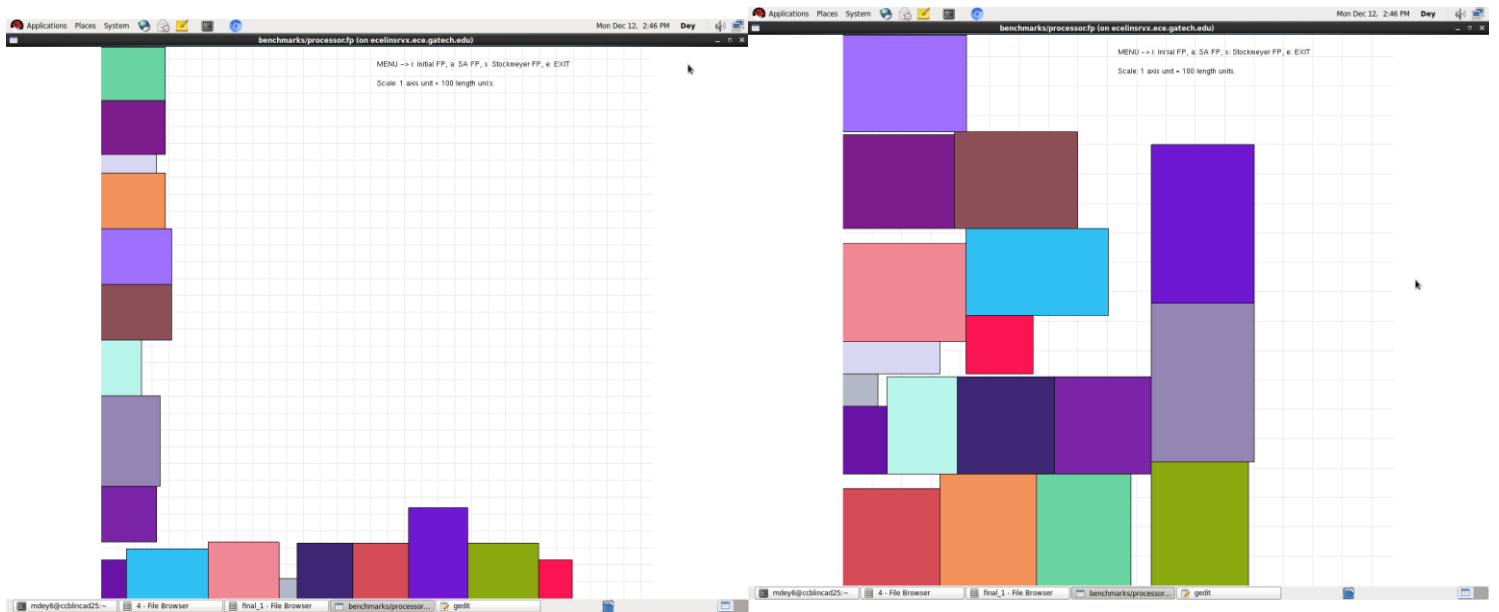 Applications Places System
Mon Dec 12, 2:46 PM Dey
benchmarks/processor.fp (on ecelinsrvx.ece.gatech.edu)
MENU -> i: Initial FP, a SA FP, s Stockmeyer FP, e: EXIT
Scale: 1 axis unit = 100 length units.
mdey6@ccblincad25:~
4 - File Browser
final_1 - File Browser
benchmarks/processor...
gedit
Applications Places System
Mon Dec 12, 2:46 PM Dey
benchmarks/processor.fp (on ecelinsrvx.ece.gatech.edu)
MENU -> i: Initial FP, a: SA FP, s: Stockmeyer FP, e: EXIT
Scale: 1 axis unit = 100 length units.
mdey6@ccblincad25:~
4 - File Browser
final_1 - File Browser
benchmarks/processor...
gedit